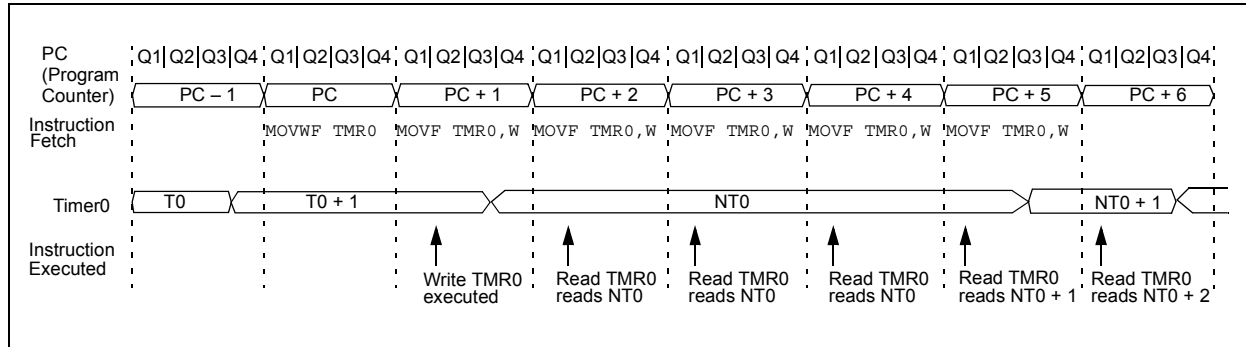 PC
(Program
Counter)
Q1 Q2 Q3 Q4 Q1 Q2 Q3 Q4 Q1 Q2 Q3 Q4 Q1 Q2 Q3 Q4 Q1 Q2 Q3 Q4 Q1 Q2 Q3 Q4 Q1 Q2 Q3 Q4 Q1 Q2 Q3 Q4
PC – 1 PC PC + 1 PC + 2 PC + 3 PC + 4 PC + 5 PC + 6
Instruction
Fetch
MOVWF TMR0 MOVF TMR0,W MOVF TMR0,W MOVF TMR0,W MOVF TMR0,W MOVF TMR0,W
Timer0
T0 T0 + 1 NT0 NT0 + 1
Instruction
Executed
Write TMR0
executed
Read TMR0
reads NT0
Read TMR0
reads NT0
Read TMR0
reads NT0
Read TMR0
reads NT0 + 1
Read TMR0
reads NT0 + 2